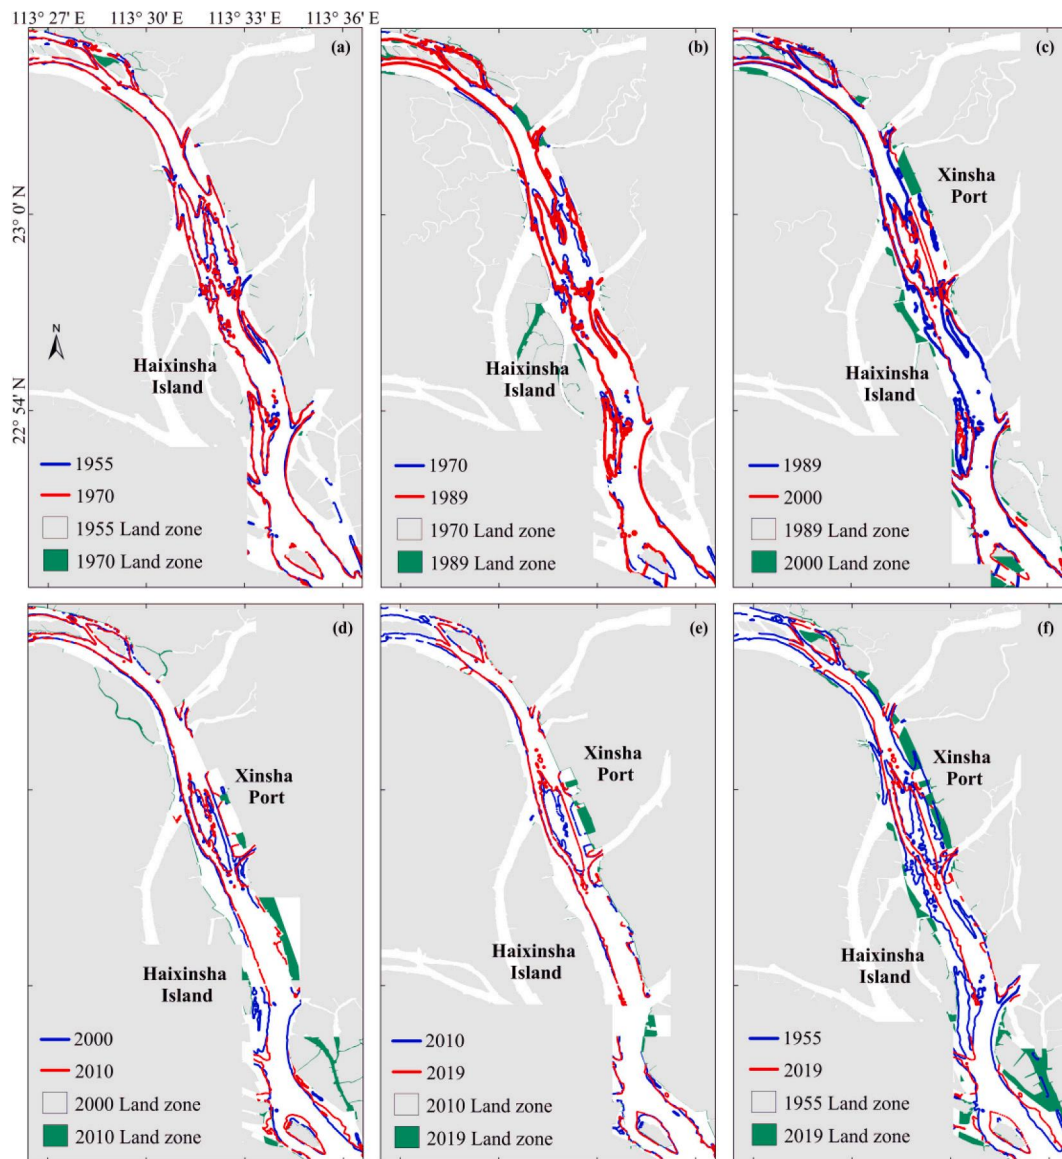 113° 27' E 113° 30' E 113° 33' E 113° 36' E
(a)
23° 0' N
N
Haixinsha
Island
22° 54' N
1955
1970
1955 Land zone
1970 Land zone
(b)
Haixinsha
Island
1970
1989
1970 Land zone
1989 Land zone
(c)
Xinsha
Port
Haixinsha
Island
1989
2000
1989 Land zone
2000 Land zone
(d)
Xinsha
Port
Haixinsha
Island
2000
2010
2000 Land zone
2010 Land zone
(e)
Xinsha
Port
Haixinsha
Island
2010
2019
2010 Land zone
2019 Land zone
(f)
Xinsha
Port
Haixinsha
Island
1955
2019
1955 Land zone
2019 Land zone